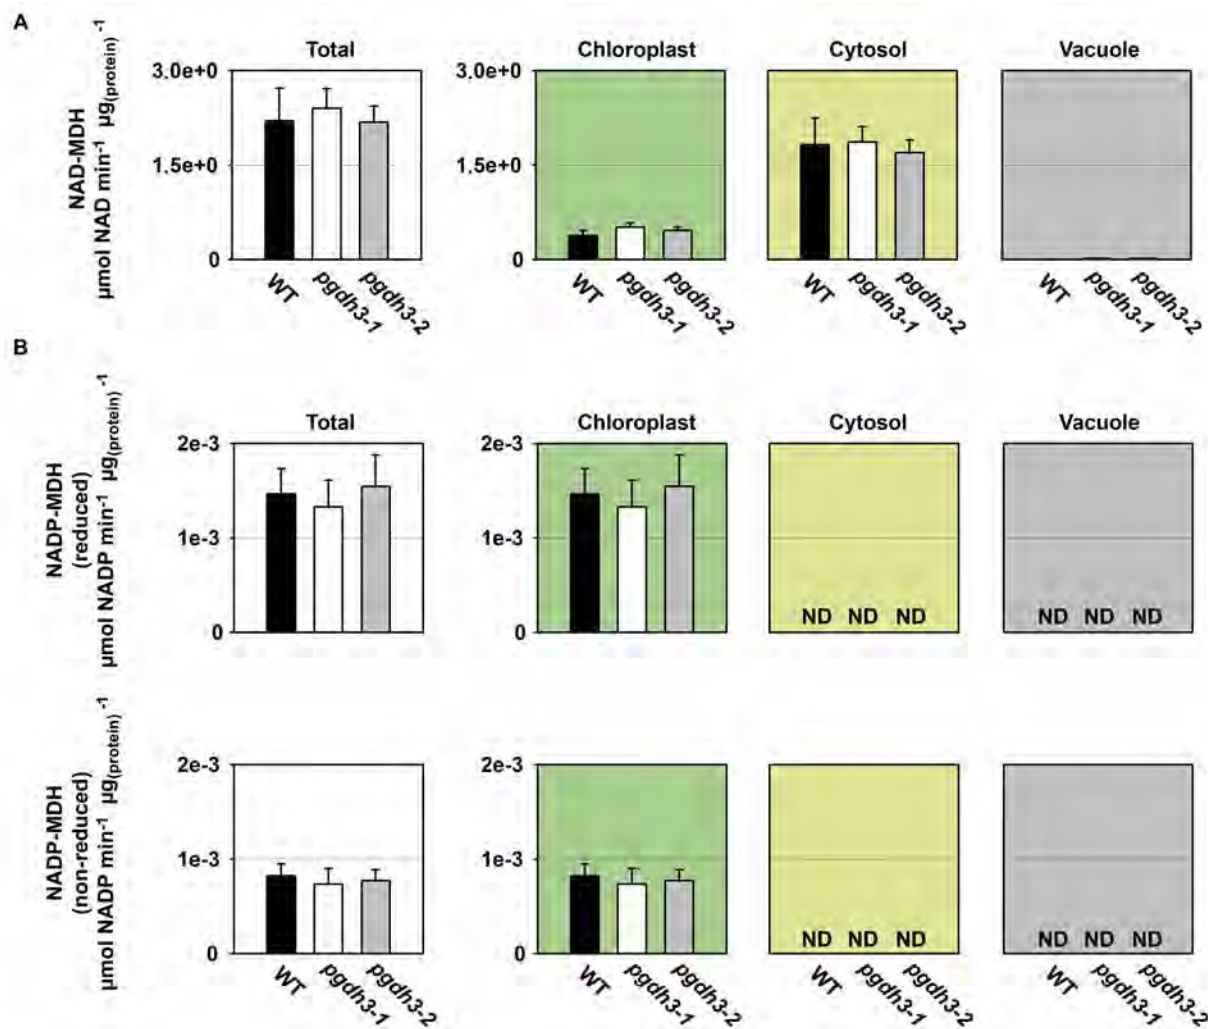 A
Total
Chloroplast
Cytosol
Vacuole
NAD-MDH
µmol NAD min⁻¹ µg(protein)⁻¹
3.0e+0
1.5e+0
0
3.0e+0
1.5e+0
0
WT
pgdh3-1
pgdh3-2
WT
pgdh3-1
pgdh3-2
WT
pgdh3-1
pgdh3-2
WT
pgdh3-1
pgdh3-2
B
Total
Chloroplast
Cytosol
Vacuole
NADP-MDH
(reduced)
µmol NADP min⁻¹ µg(protein)⁻¹
2e-3
1e-3
0
2e-3
1e-3
0
ND ND ND
ND ND ND
NADP-MDH
(non-reduced)
µmol NADP min⁻¹ µg(protein)⁻¹
2e-3
1e-3
0
2e-3
1e-3
0
ND ND ND
ND ND ND
WT
pgdh3-1
pgdh3-2
WT
pgdh3-1
pgdh3-2
WT
pgdh3-1
pgdh3-2
WT
pgdh3-1
pgdh3-2